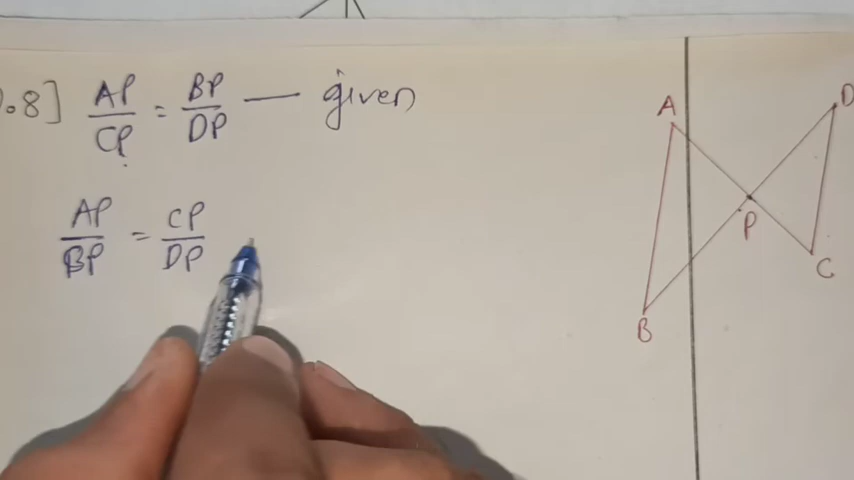 .8] AP/CP = BP/DP — given
AP/BP = CP/DP
A
D
P
C
B